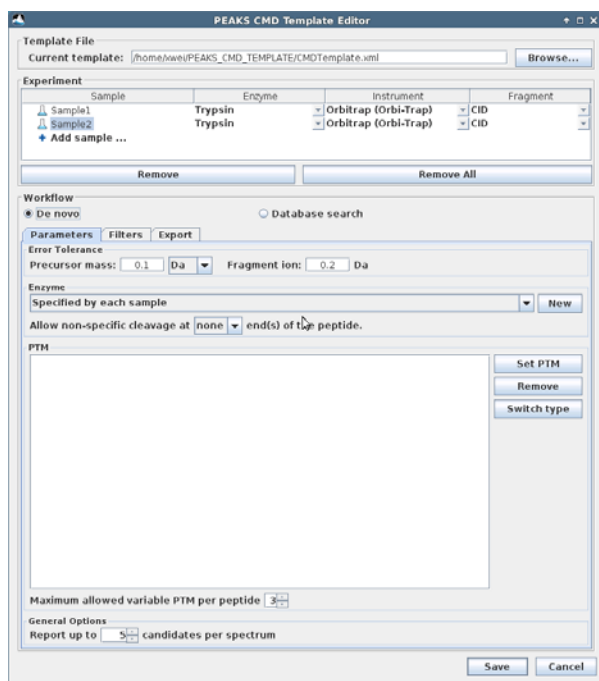 PEAKS CMD Template Editor
Template File
Current template: /home/xwei/PEAKS_CMD_TEMPLATE/CMDTemplate.xml Browse...
Experiment
Sample Enzyme Instrument Fragment
Sample1 Trypsin Orbitrap (Orbi-Trap) CID
Sample2 Trypsin Orbitrap (Orbi-Trap) CID
+ Add sample ...
Remove Remove All
Workflow
De novo Database search
Parameters Filters Export
Error Tolerance
Precursor mass: 0.1 Da Fragment ion: 0.2 Da
Enzyme
Specified by each sample New
Allow non-specific cleavage at none end(s) of the peptide.
PTM
Set PTM
Remove
Switch type
Maximum allowed variable PTM per peptide 3
General Options
Report up to 5 candidates per spectrum
Save Cancel